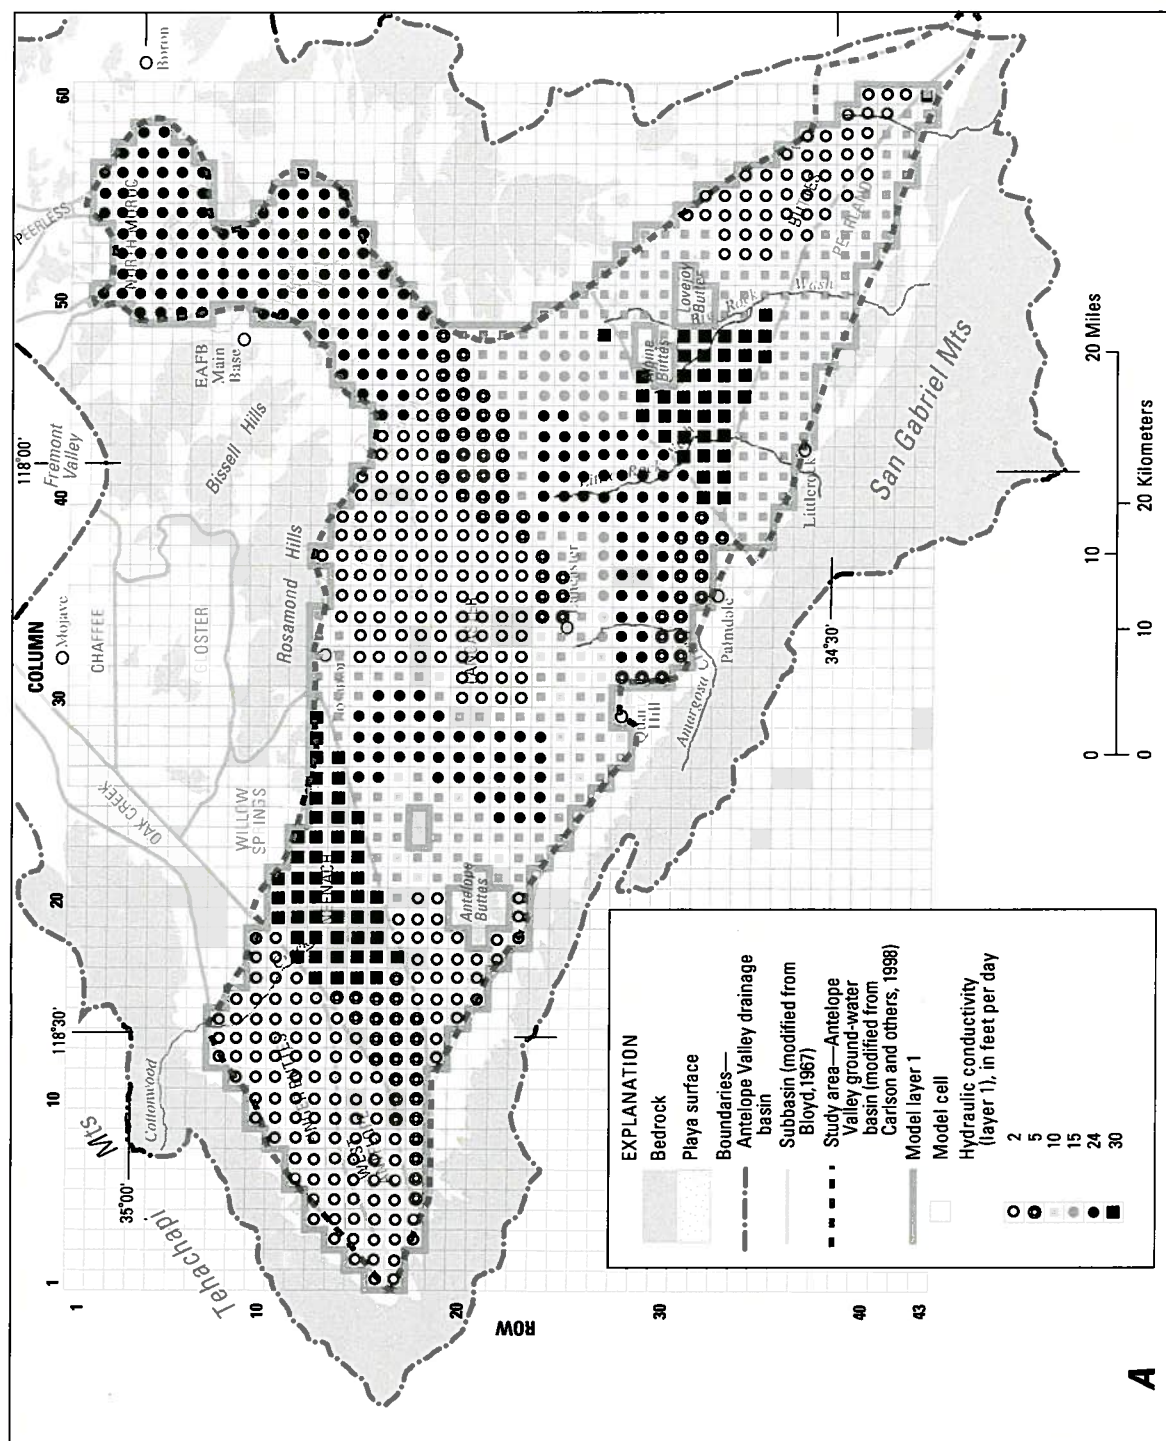 COLUMN
1
10
20
30
40
50
60
ROW
1
10
20
30
40
43
118°30'
118°00'
35°00'
34°30'
Tehachapi
Mts
Cottonwood
OAK CREEK
CHAFFEE
GLOSTER
Mojave
WILLOW
SPRINGS
Rosamond Hills
Bissell Hills
Fremont
Valley
EAFB
Main
Base
PEERLESS
NORTH MUROC
Boron
NEENACH
WEST
LANCASTER
Lancaster
Antelope
Buttes
Quartz
Hill
Amargosa
Palmdale
Littlerock
Alpine
Buttes
Lovejoy
Butte
Big Rock Wash
BUTTES
PEARLAND
San Gabriel Mts
EXPLANATION
Bedrock
Playa surface
Boundaries—
Antelope Valley drainage
basin
Subbasin (modified from
Bloyd,1967)
Study area—Antelope
Valley ground-water
basin (modified from
Carlson and others, 1998)
Model layer 1
Model cell
Hydraulic conductivity
(layer 1), in feet per day
2
5
10
15
24
30
0
10
20 Miles
0
10
20 Kilometers
A